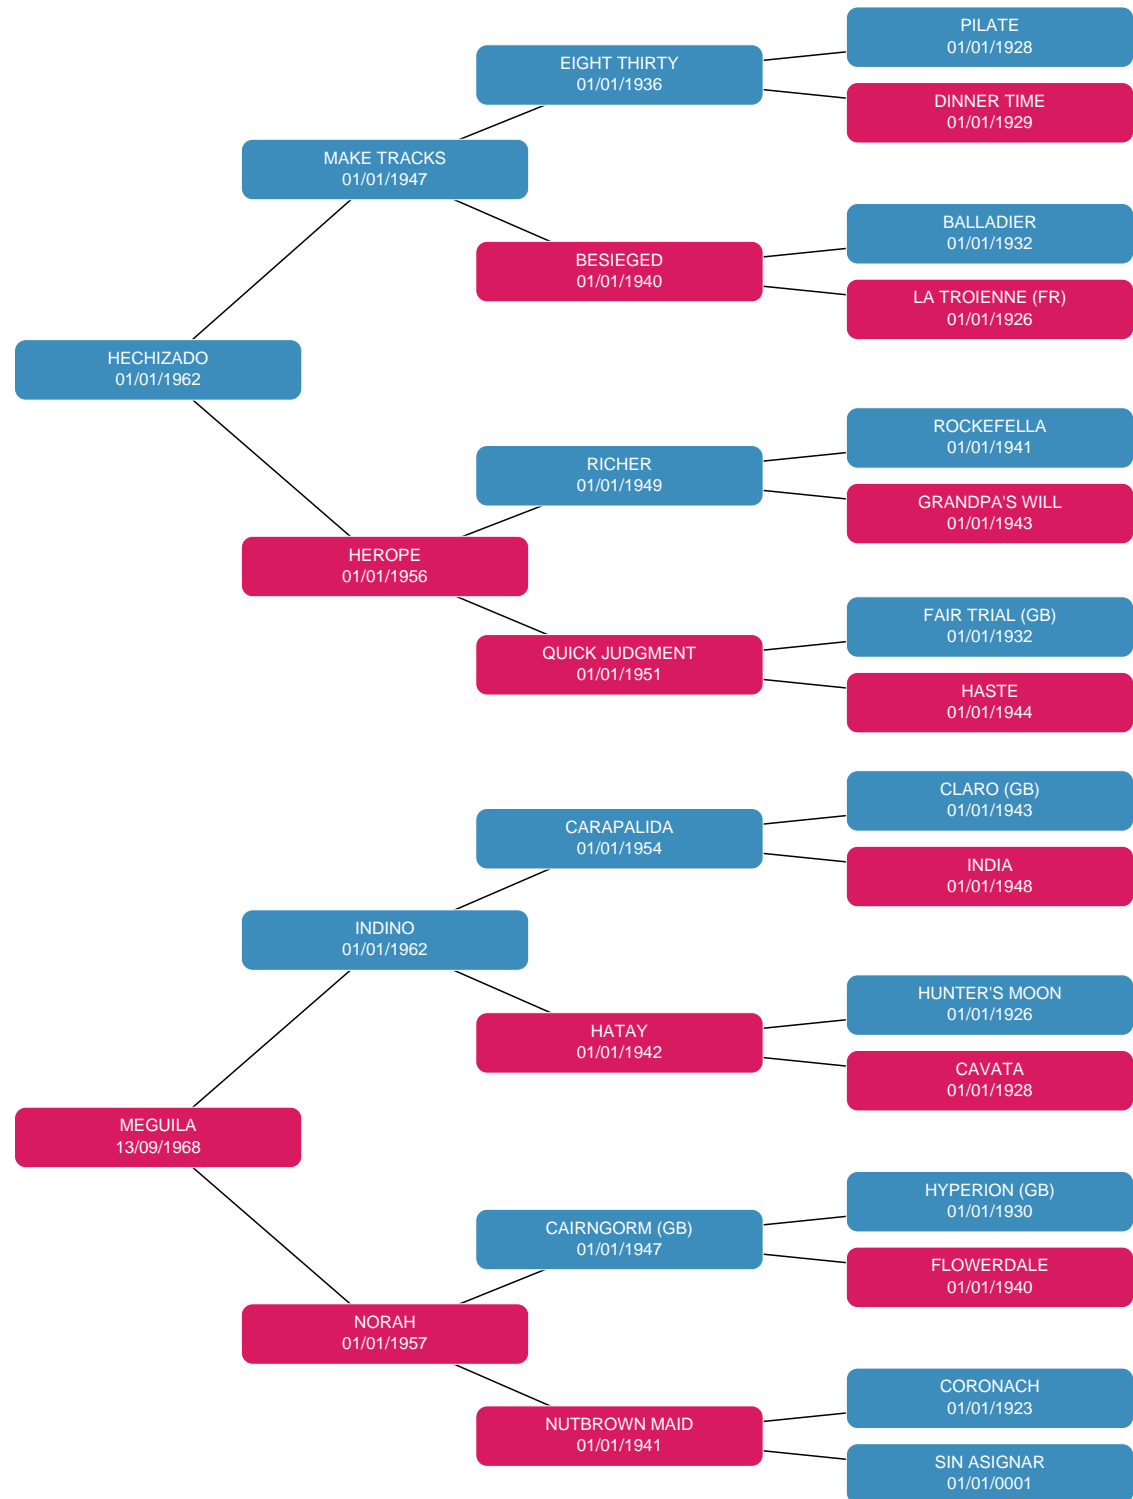 PILATE
01/01/1928
EIGHT THIRTY
01/01/1936
DINNER TIME
01/01/1929
MAKE TRACKS
01/01/1947
BALLADIER
01/01/1932
BESIEGED
01/01/1940
LA TROIENNE (FR)
01/01/1926
HECHIZADO
01/01/1962
ROCKEFELLA
01/01/1941
RICHER
01/01/1949
GRANDPA'S WILL
01/01/1943
HEROPE
01/01/1956
FAIR TRIAL (GB)
01/01/1932
QUICK JUDGMENT
01/01/1951
HASTE
01/01/1944
CLARO (GB)
01/01/1943
CARAPALIDA
01/01/1954
INDIA
01/01/1948
INDINO
01/01/1962
HUNTER'S MOON
01/01/1926
HATAY
01/01/1942
CAVATA
01/01/1928
MEGUILA
13/09/1968
HYPERION (GB)
01/01/1930
CAIRNGORM (GB)
01/01/1947
FLOWERDALE
01/01/1940
NORAH
01/01/1957
CORONACH
01/01/1923
NUTBROWN MAID
01/01/1941
SIN ASIGNAR
01/01/0001